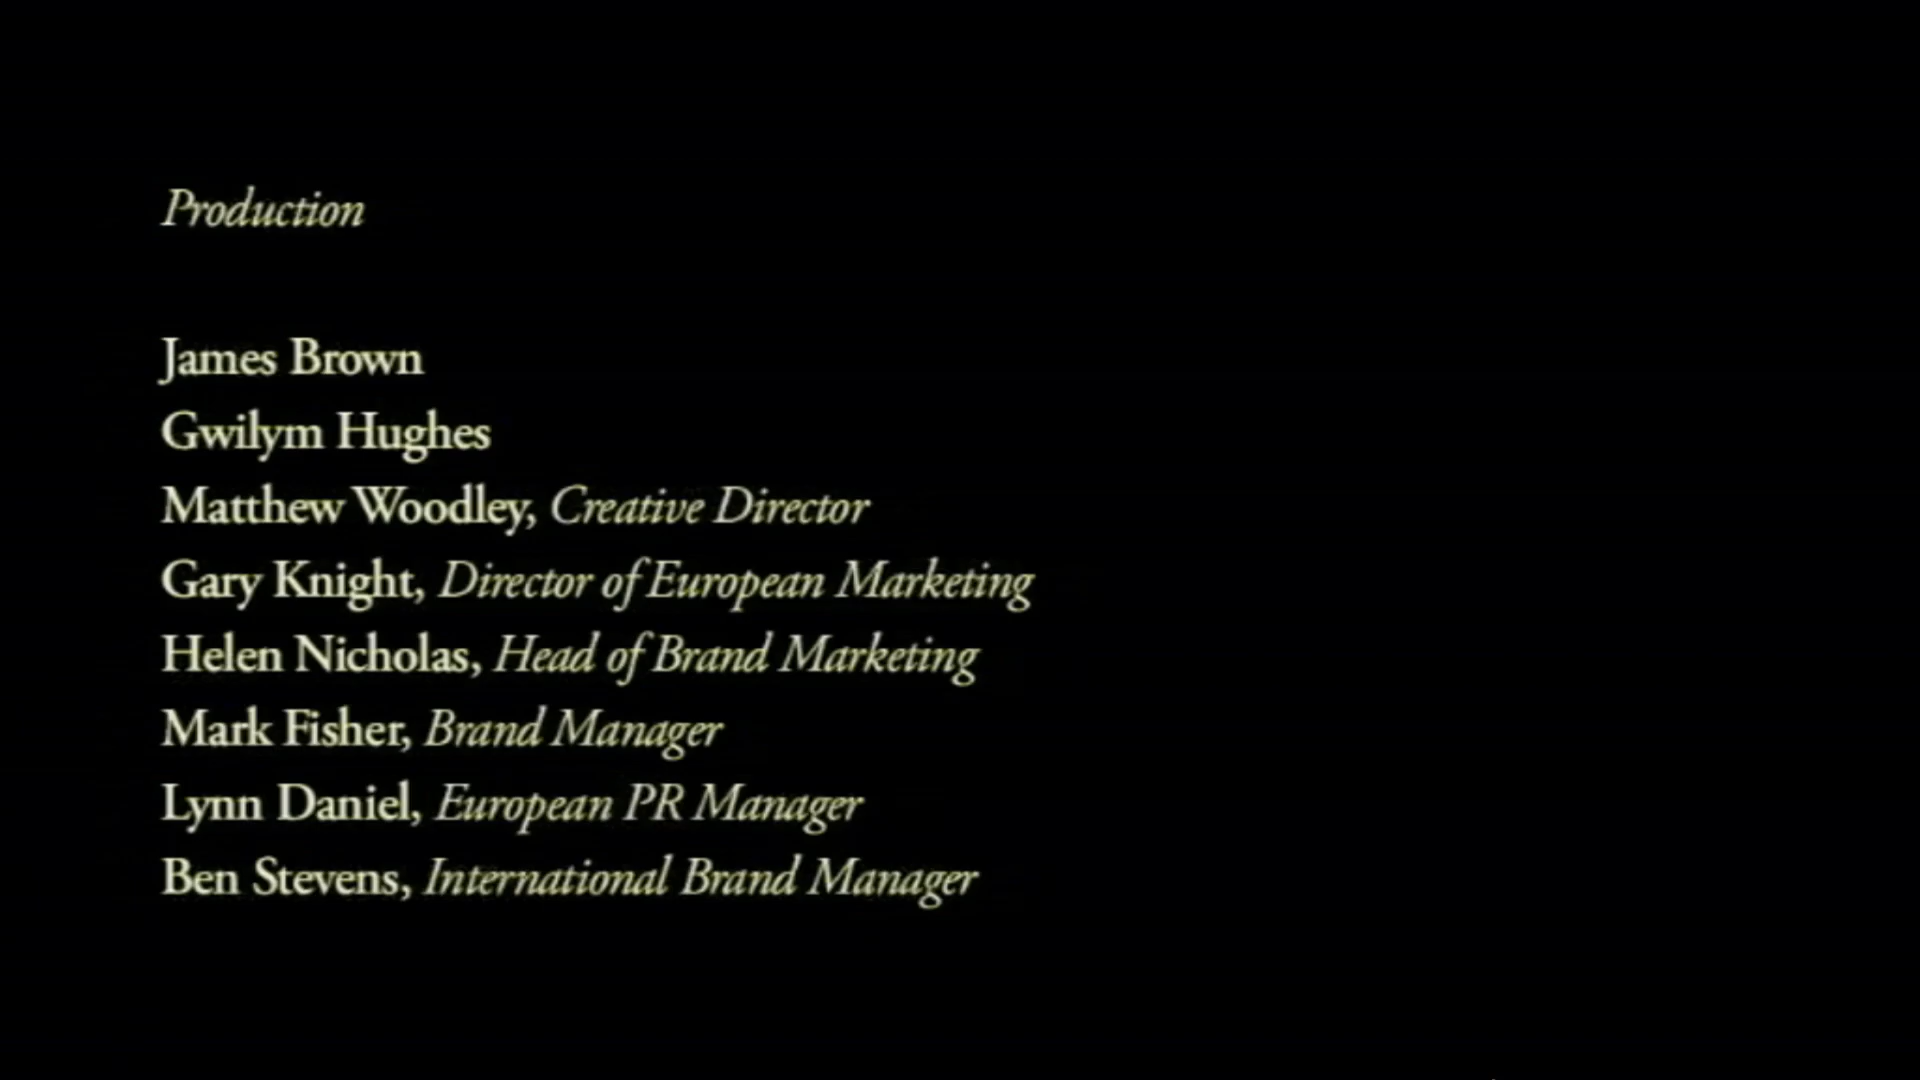 Production
James Brown
Gwilym Hughes
Matthew Woodley, Creative Director
Gary Knight, Director of European Marketing
Helen Nicholas, Head of Brand Marketing
Mark Fisher, Brand Manager
Lynn Daniel, European PR Manager
Ben Stevens, International Brand Manager